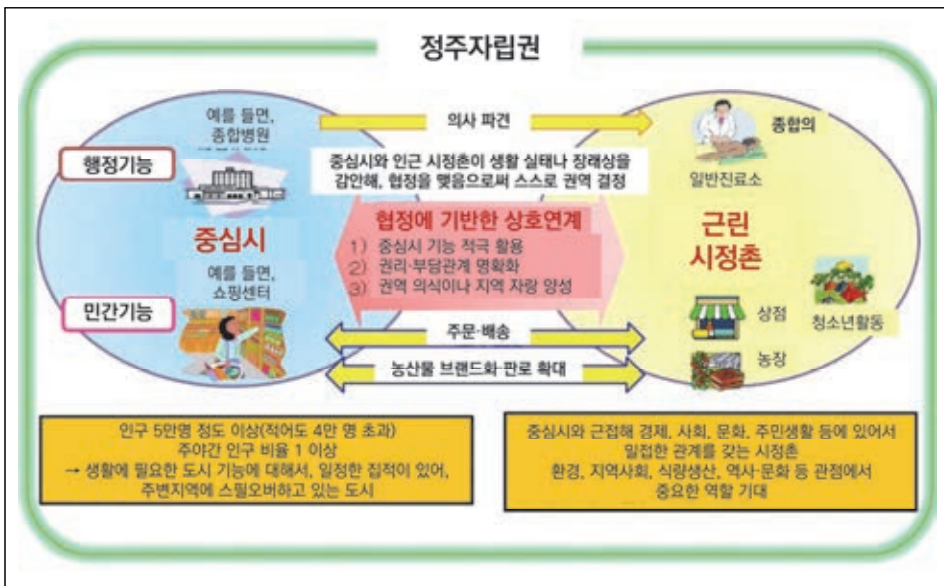 정주자립권
예를 들면,
종합병원
행정기능
중심시
예를 들면,
쇼핑센터
민간기능
의사 파견
중심시와 인근 시정촌이 생활 실태나 장래상을
감안해, 협정을 맺음으로써 스스로 권역 결정
협정에 기반한 상호연계
1) 중심시 기능 적극 활용
2) 권리·부담관계 명확화
3) 권역 의식이나 지역 자랑 양성
주문·배송
농산물 브랜드화·판로 확대
종합의
일반진료소
근린
시정촌
상점
청소년활동
농장
인구 5만명 정도 이상(적어도 4만 명 초과)
주야간 인구 비율 1 이상
→ 생활에 필요한 도시 기능에 대해서, 일정한 집적이 있어,
주변지역에 스필오버하고 있는 도시
중심시와 근접해 경제, 사회, 문화, 주민생활 등에 있어서
밀접한 관계를 갖는 시정촌
환경, 지역사회, 식량생산, 역사·문화 등 관점에서
중요한 역할 기대